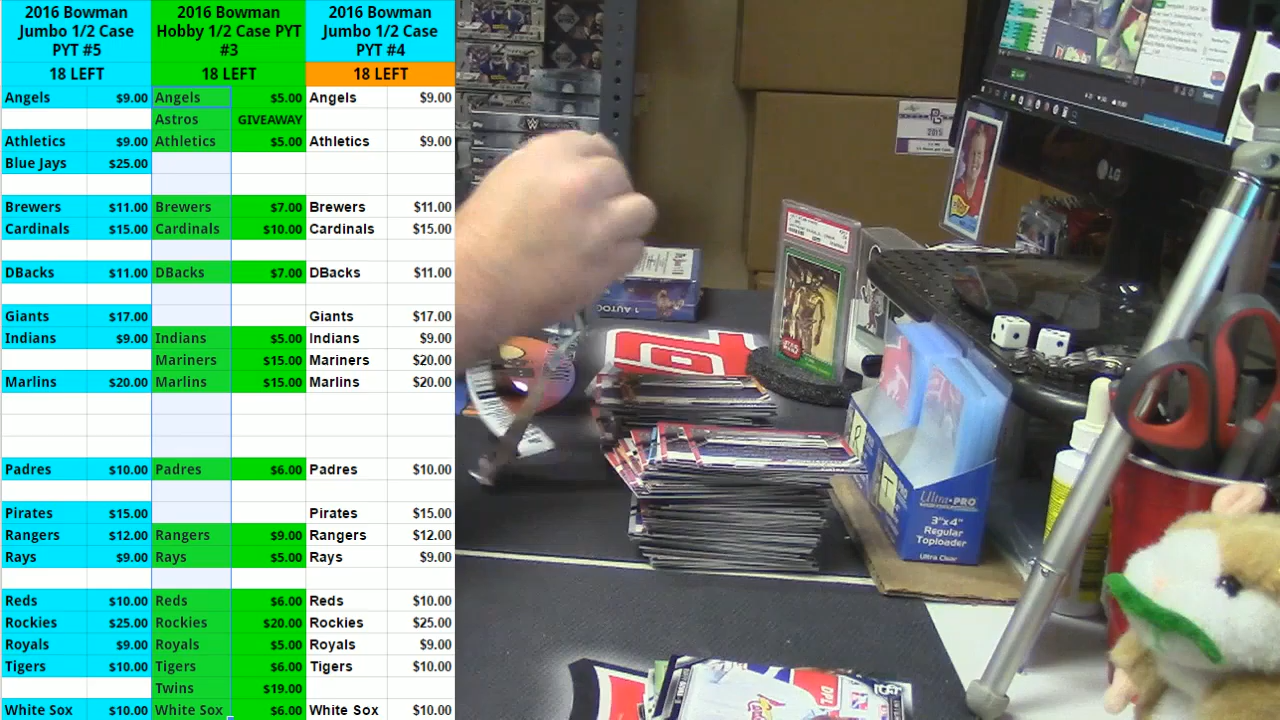 2016 Bowman Jumbo 1/2 Case PYT #5
18 LEFT
Angels $9.00
Athletics $9.00
Blue Jays $25.00
Brewers $11.00
Cardinals $15.00
DBacks $11.00
Giants $17.00
Indians $9.00
Marlins $20.00
Padres $10.00
Pirates $15.00
Rangers $12.00
Rays $9.00
Reds $10.00
Rockies $25.00
Royals $9.00
Tigers $10.00
White Sox $10.00
2016 Bowman Hobby 1/2 Case PYT #3
18 LEFT
Angels $5.00
Astros GIVEAWAY
Athletics $5.00
Brewers $7.00
Cardinals $10.00
DBacks $7.00
Indians $5.00
Mariners $15.00
Marlins $15.00
Padres $6.00
Rangers $9.00
Rays $5.00
Reds $6.00
Rockies $20.00
Royals $5.00
Tigers $6.00
Twins $19.00
White Sox $6.00
2016 Bowman Jumbo 1/2 Case PYT #4
18 LEFT
Angels $9.00
Athletics $9.00
Brewers $11.00
Cardinals $15.00
DBacks $11.00
Giants $17.00
Indians $9.00
Mariners $20.00
Marlins $20.00
Padres $10.00
Pirates $15.00
Rangers $12.00
Rays $9.00
Reds $10.00
Rockies $25.00
Royals $9.00
Tigers $10.00
White Sox $10.00
2015
LG
1 AUTO
R
T
Ultra·PRO
3"x4"
Regular
Toploader
Ultra Clear
DPL